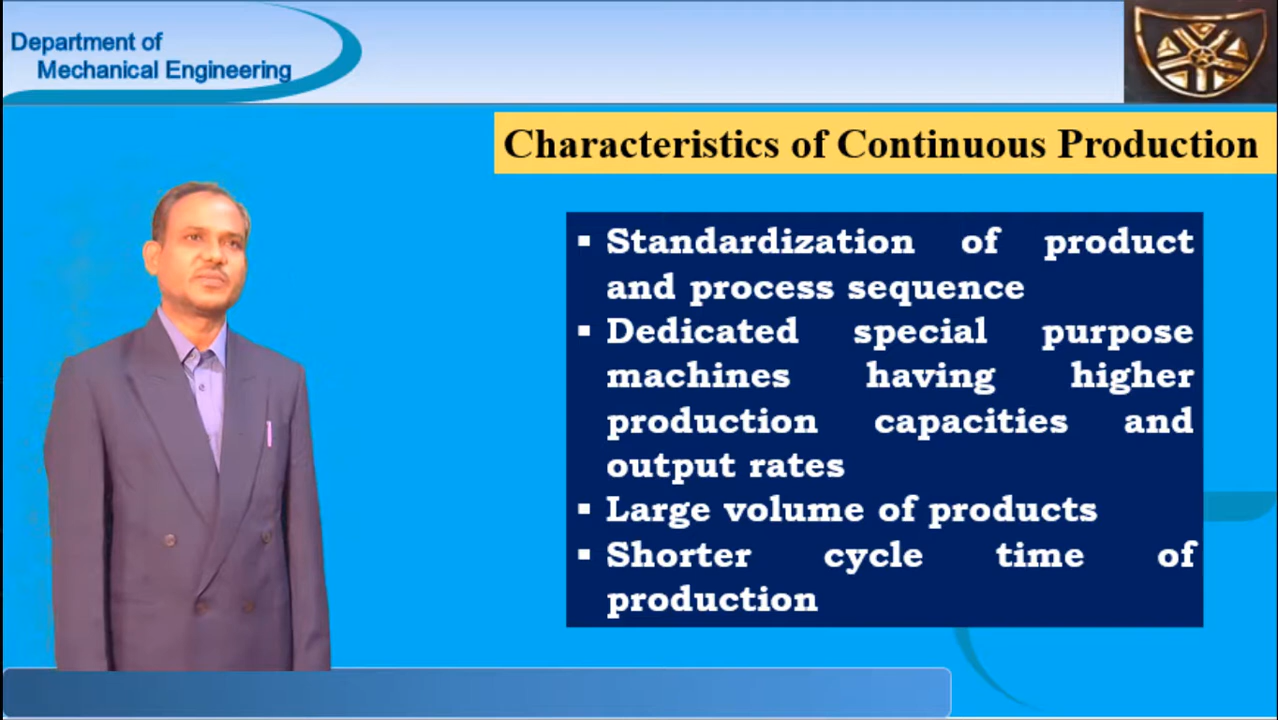 Department of
Mechanical Engineering
Characteristics of Continuous Production
▪ Standardization of product
and process sequence
▪ Dedicated special purpose
machines having higher
production capacities and
output rates
▪ Large volume of products
▪ Shorter cycle time of
production